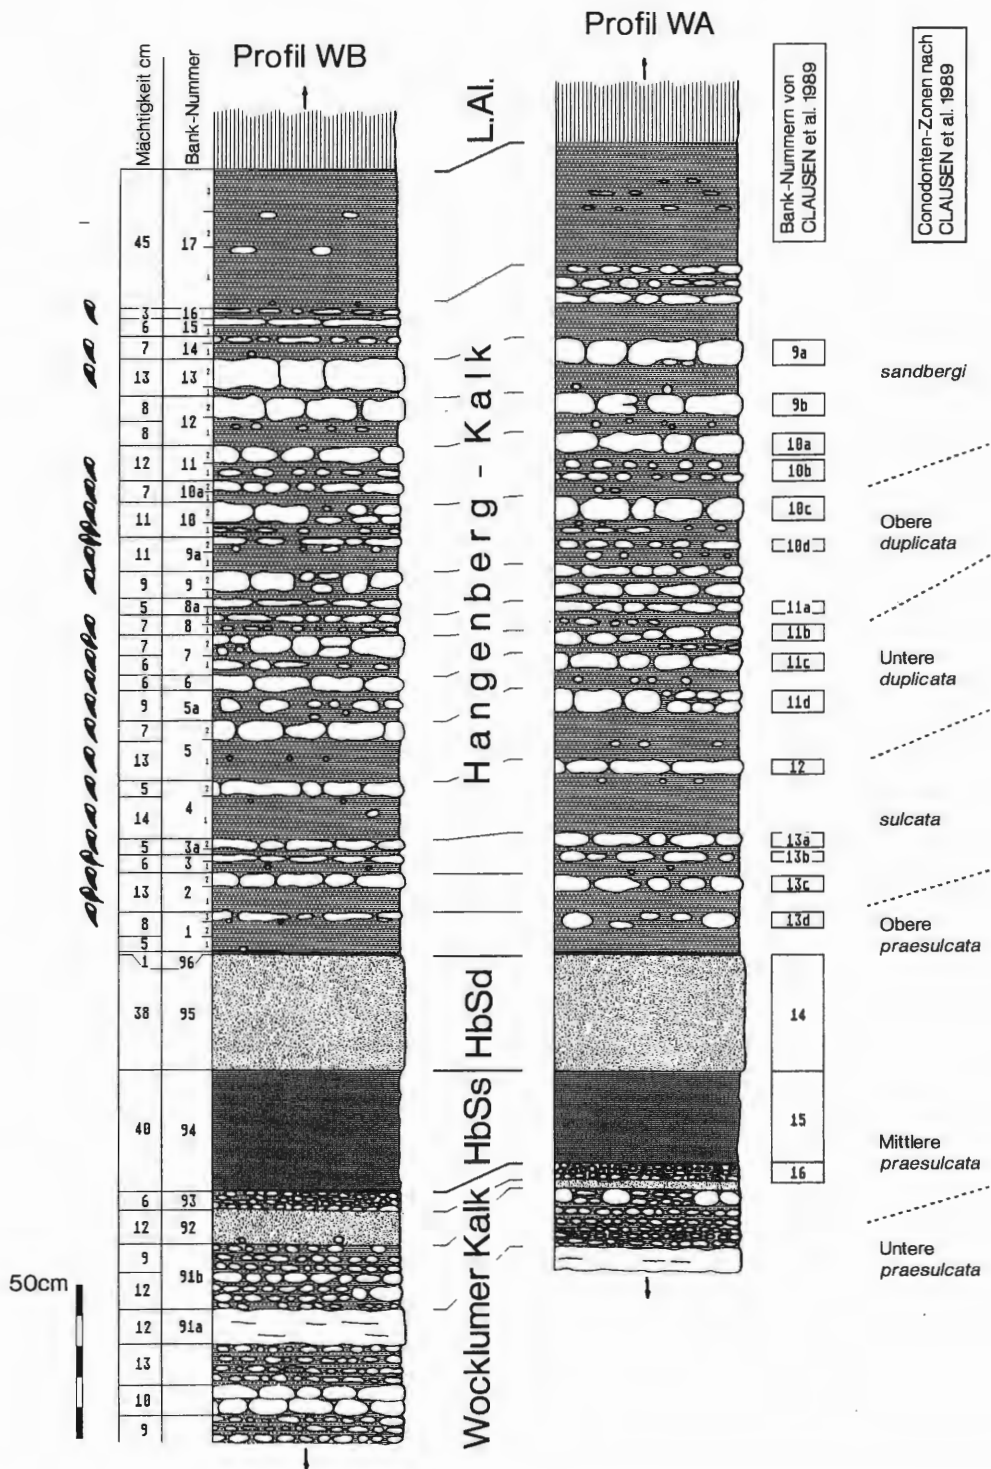 Profil WB
Profil WA
Mächtigkeit cm
Bank-Nummer
L.Al.
Bank-Nummern von
CLAUSEN et al. 1989
Conodonten-Zonen nach
CLAUSEN et al. 1989
45 17
3 16
6 15
7 14
13 13
8 12
8
12 11
7 10a
11 10
11 9a
9 9
5 8a
7 8
7 7
6
6 6
9 5a
7 5
13
5 4
14
5 3a
6 3
13 2
8 1
5
1 96
38 95
40 94
6 93
12 92
9 91b
12
12 91a
13
10
9
50cm
Hangenberg - Kalk
HbSd
HbSs
Wocklumer Kalk
9a
9b
10a
10b
10c
10d
11a
11b
11c
11d
12
13a
13b
13c
13d
14
15
16
sandbergi
Obere
duplicata
Untere
duplicata
sulcata
Obere
praesulcata
Mittlere
praesulcata
Untere
praesulcata